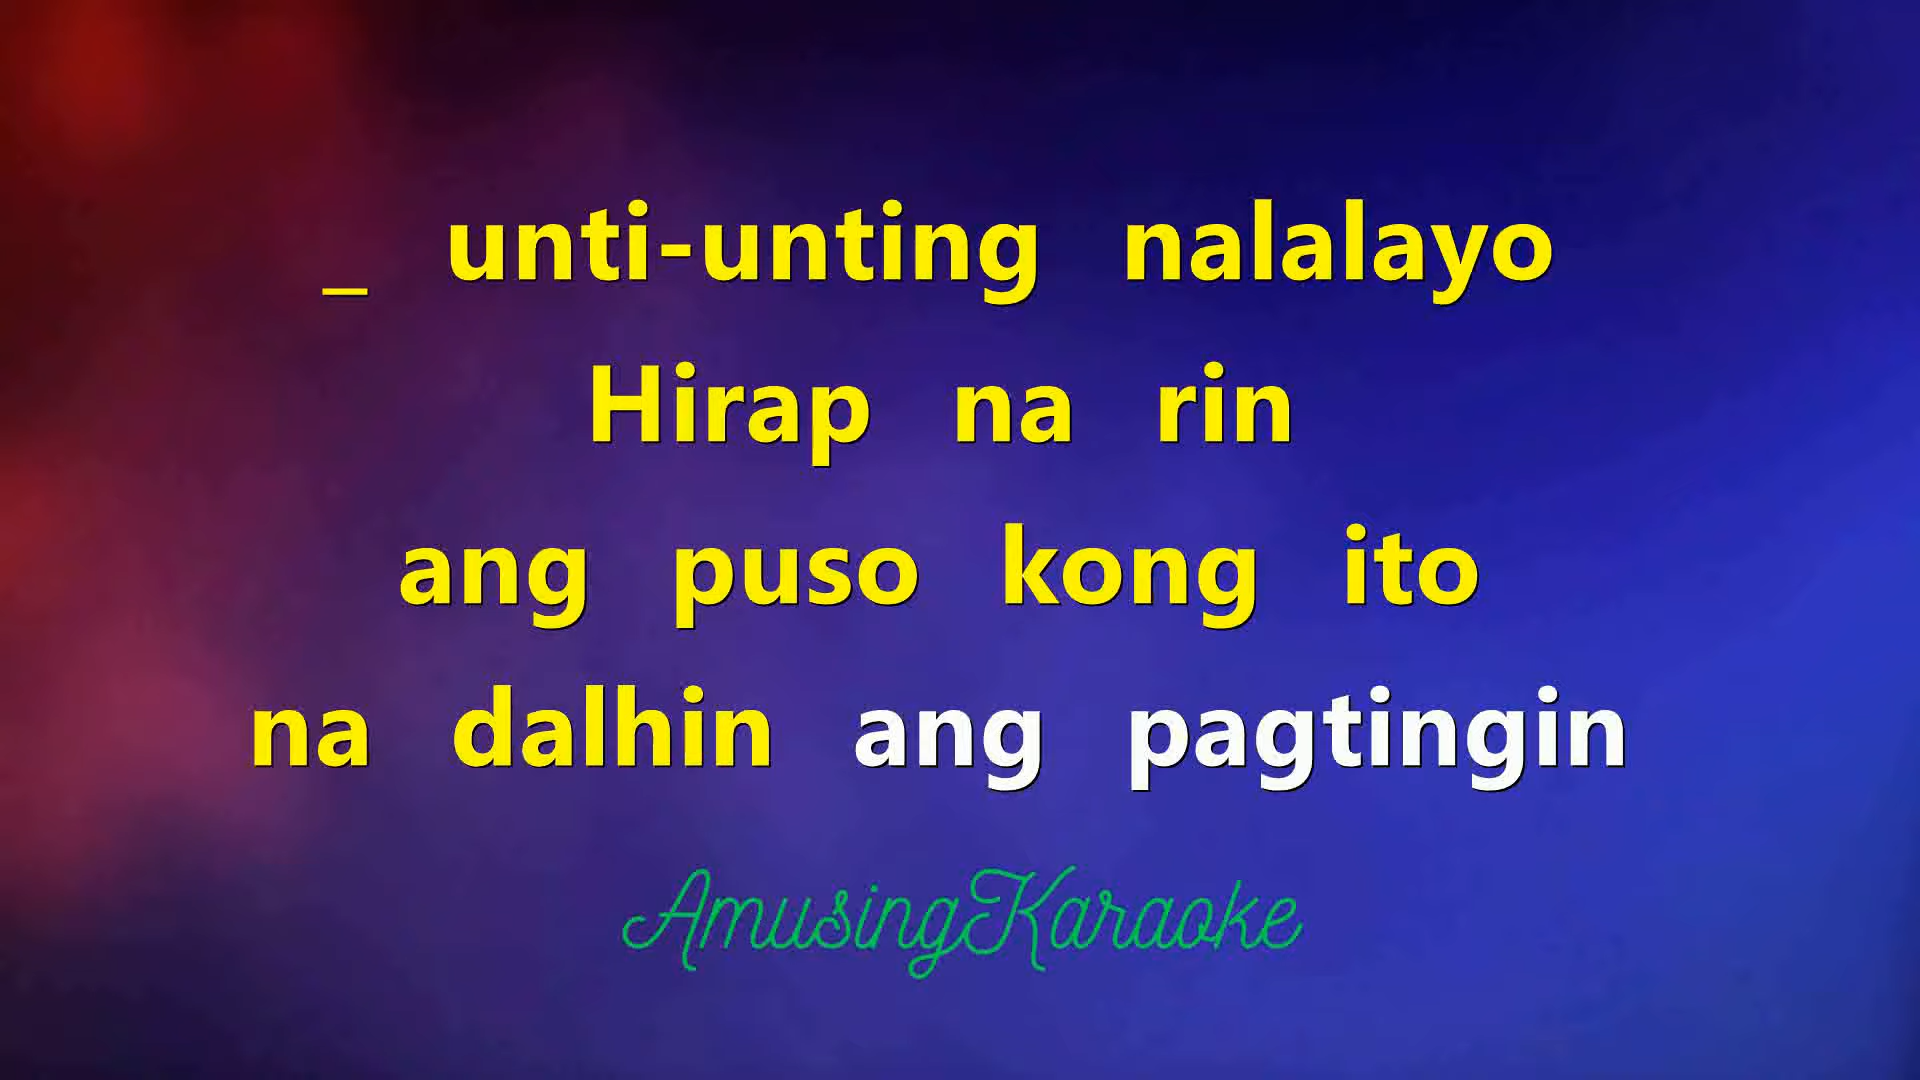 _ unti-unting nalalayo
Hirap na rin
ang puso kong ito
na dalhin ang pagtingin
AmusingKaraoke